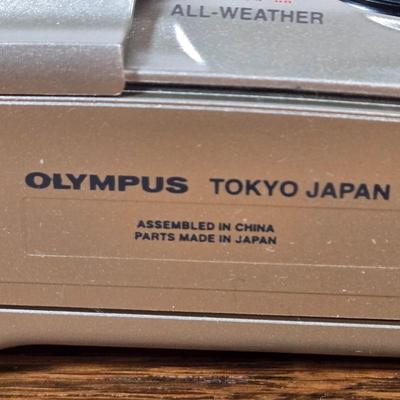 ALL-WEATHER
OLYMPUS TOKYO JAPAN
ASSEMBLED IN CHINA
PARTS MADE IN JAPAN